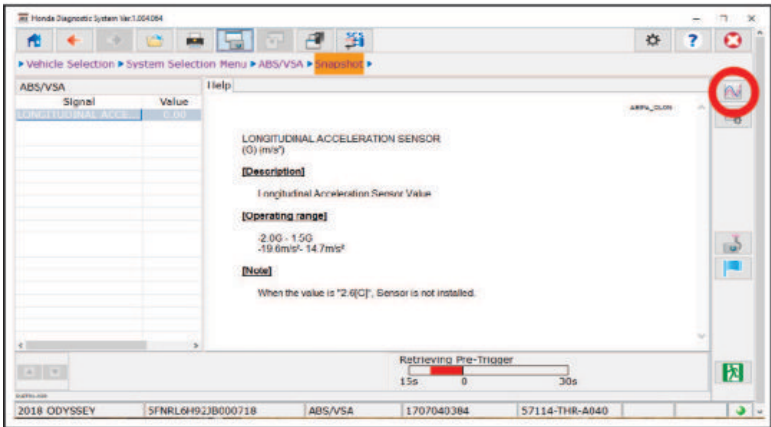 Honda Diagnostic System Ver.1.004.064
Vehicle Selection System Selection Menu ABS/VSA Snapshot
ABS/VSA
Help
Signal Value
LONGITUDINAL ACCE... 0.00
LONGITUDINAL ACCELERATION SENSOR
(G) (m/s²)
[Description]
Longitudinal Acceleration Sensor Value
[Operating range]
-2.0G - 1.5G
-19.6m/s²- 14.7m/s²
[Note]
When the value is "2.6[G]", Sensor is not installed.
Retrieving Pre-Trigger
15s 0 30s
2018 ODYSSEY 5FNRL6H92JB000718 ABS/VSA 1707040384 57114-THR-A040